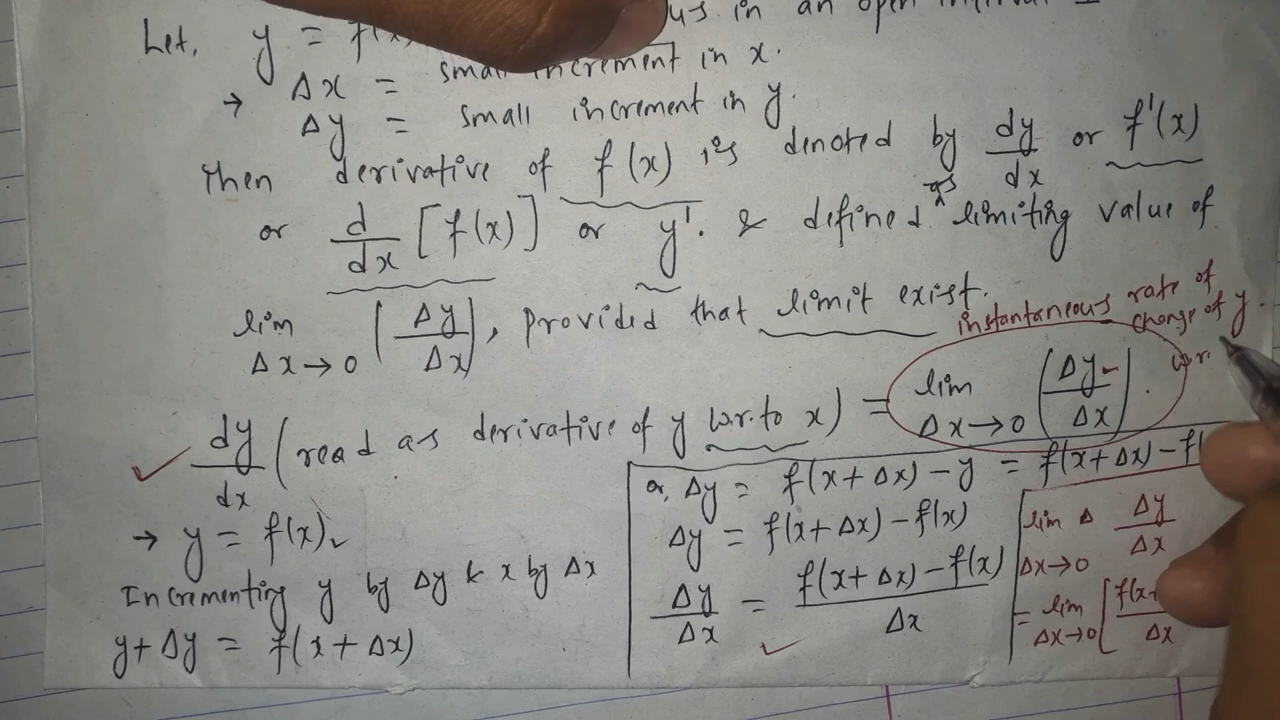 Let, y = f(x) us in an open interval I
→ Δx = small increment in x.
Δy = small increment in y.
Then derivative of f(x) is denoted by dy/dx or f'(x)
or d/dx [f(x)] or y'. & defined as limiting value of
lim Δx→0 (Δy/Δx), provided that limit exist.
instantaneous rate of
change of y
w.r.
dy/dx (read as derivative of y w.r.to x) = lim Δx→0 (Δy/Δx).
→ y = f(x)
Incrementing y by Δy & x by Δx
y+Δy = f(x+Δx)
or, Δy = f(x+Δx) - y = f(x+Δx) - f(
Δy = f(x+Δx) - f(x)
Δy/Δx = f(x+Δx) - f(x)/Δx
lim Δ Δy/Δx
Δx→0
= lim Δx→0 [f(x+ /Δx